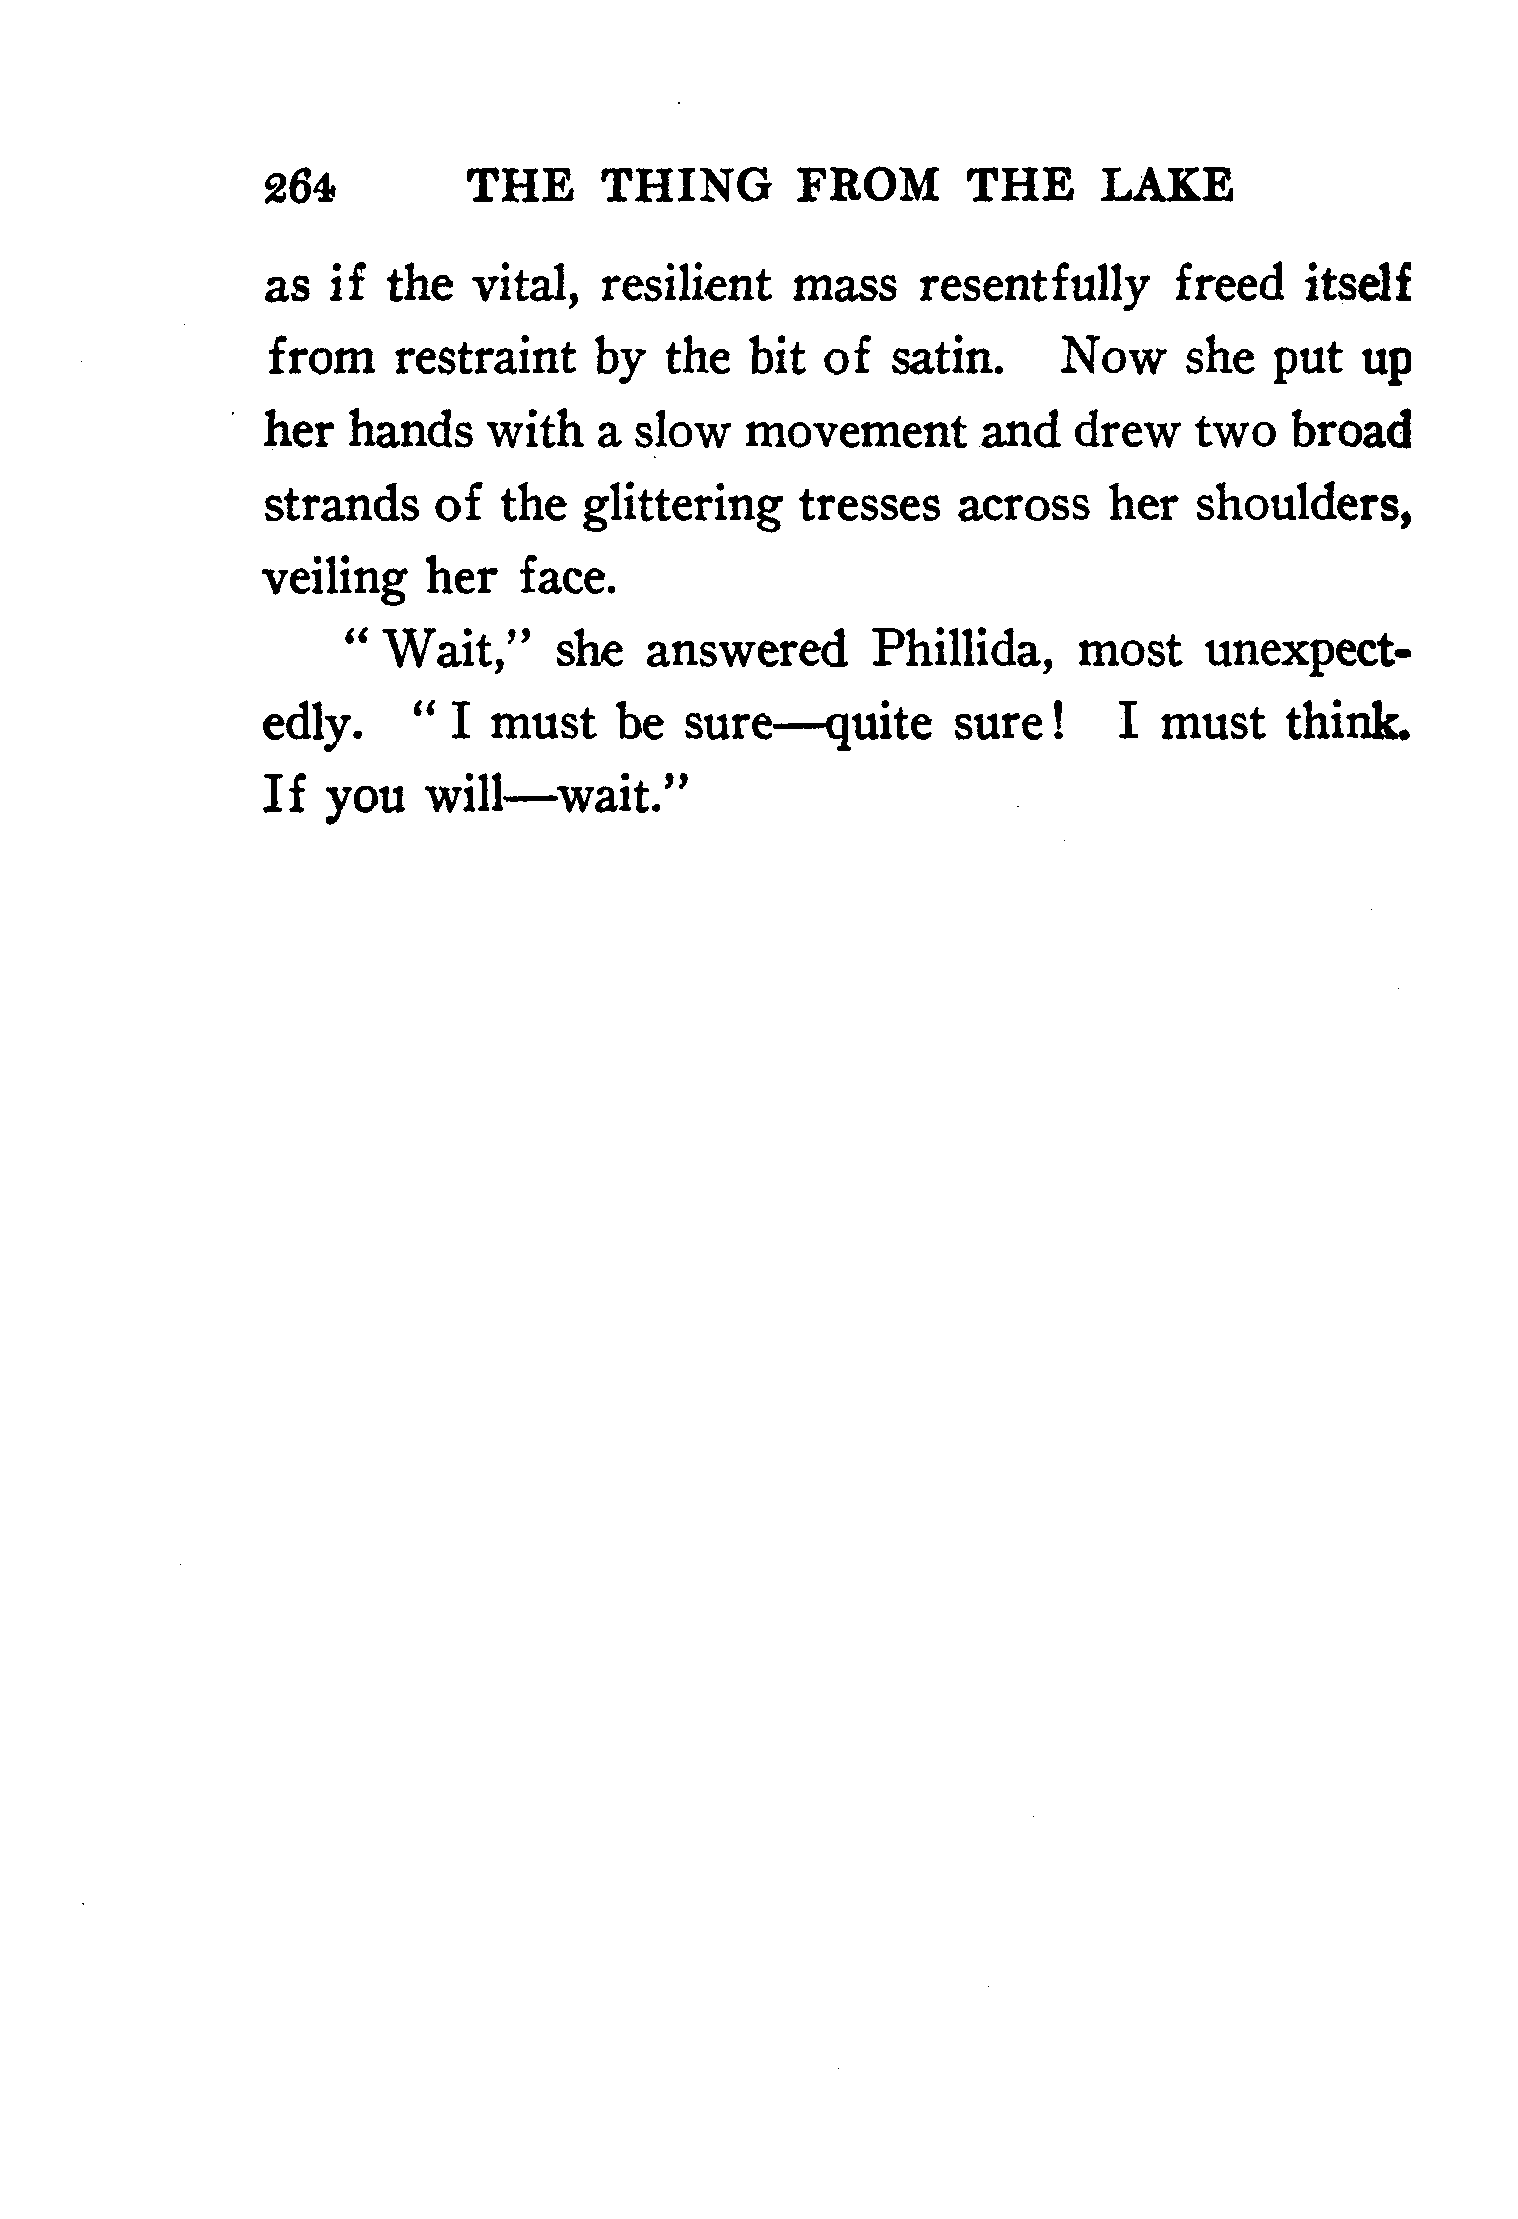 264 THE THING FROM THE LAKE
as if the vital, resilient mass resentfully freed itself
from restraint by the bit of satin. Now she put up
her hands with a slow movement and drew two broad
strands of the glittering tresses across her shoulders,
veiling her face.
“ Wait,” she answered Phillida, most unexpect-
edly. “ I must be sure—quite sure! I must think.
If you will—wait.”